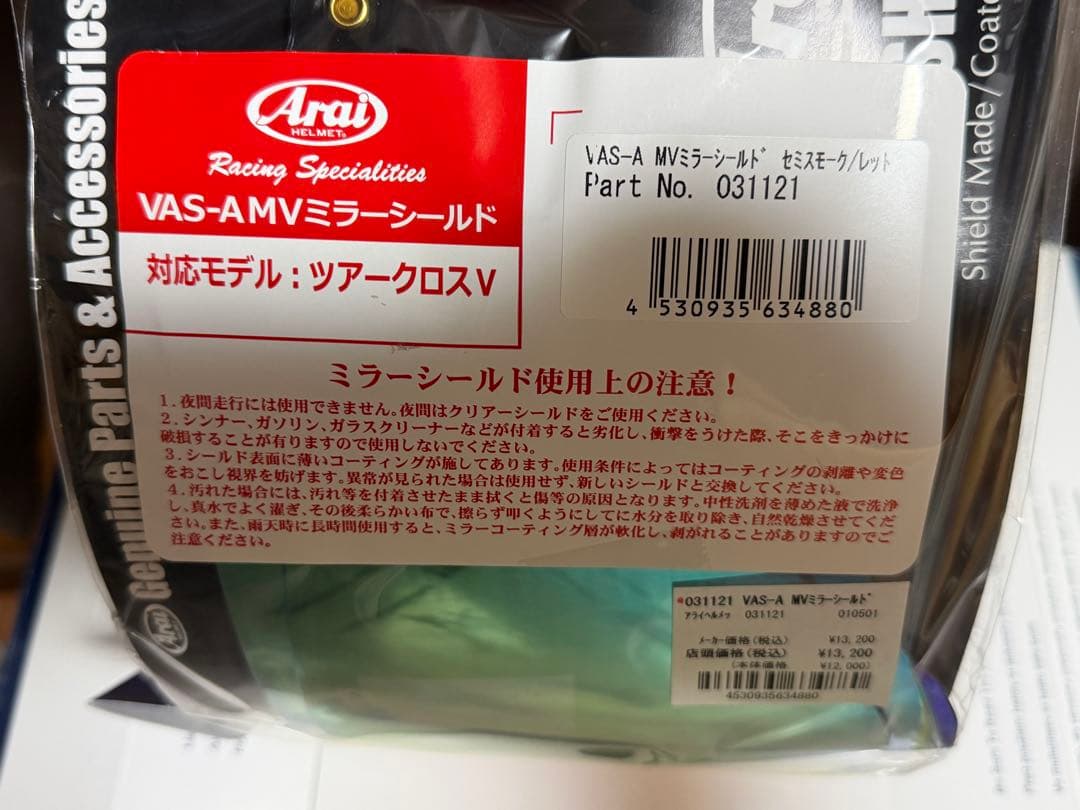 Genuine Parts & Accessories
Arai
Arai
HELMET
Racing Specialities
VAS-A MVミラーシールド
対応モデル：ツアークロスV
VAS-A MVミラーシールド セミスモーク/レット
Part No. 031121
4 530935 634880
Shield Made / Coate
ミラーシールド使用上の注意！
1.夜間走行には使用できません。夜間はクリアーシールドをご使用ください。
2.シンナー、ガソリン、ガラスクリーナーなどが付着すると劣化し、衝撃をうけた際、そこをきっかけに
破損することが有りますので使用しないでください。
3.シールド表面に薄いコーティングが施してあります。使用条件によってはコーティングの剥離や変色
をおこし視界を妨げます。異常が見られた場合は使用せず、新しいシールドと交換してください。
4.汚れた場合には、汚れ等を付着させたまま拭くと傷等の原因となります。中性洗剤を薄めた液で洗浄
し、真水でよく濯ぎ、その後柔らかい布で、擦らず叩くようにしてに水分を取り除き、自然乾燥させてくだ
さい。また、雨天時に長時間使用すると、ミラーコーティング層が軟化し、剥がれることがありますのでご
注意ください。
*031121 VAS-A MVミラーシールド
アライヘルメッ 031121 010501
メーカー価格(税込) ¥13,200
店頭価格(税込) ¥13,200
(本体価格 ¥12,000)
4530935634880